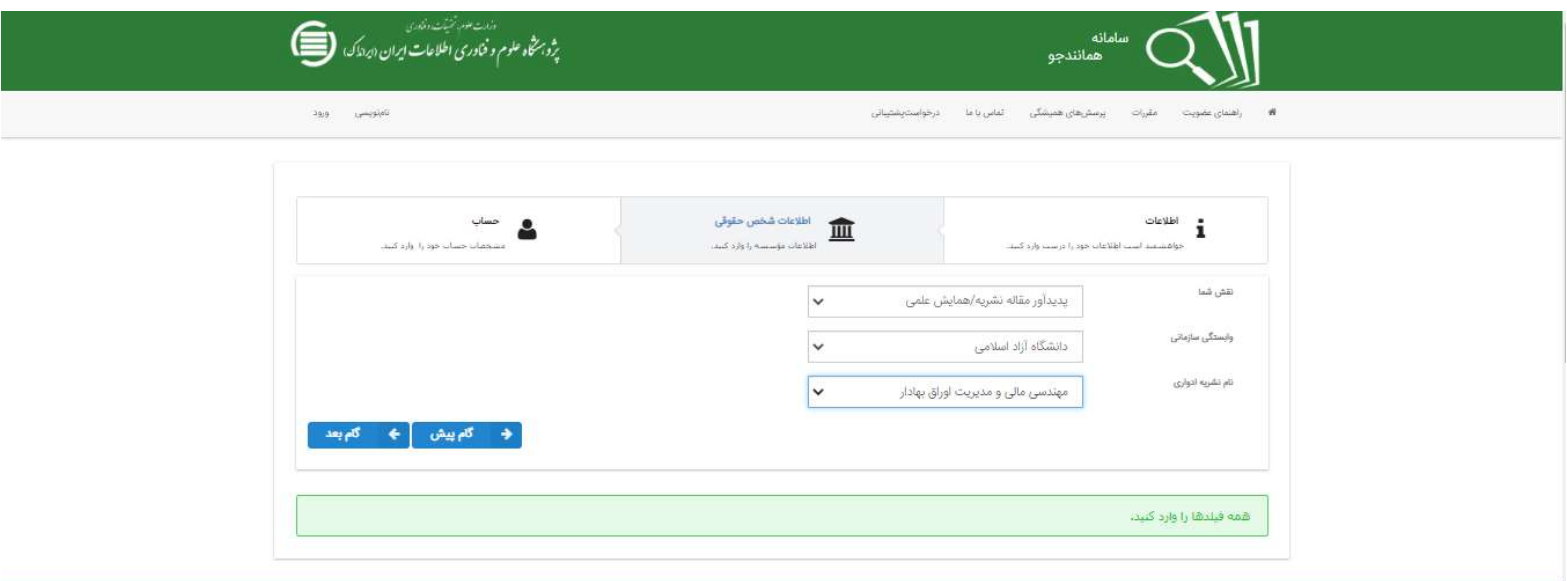 سامانه
همانندجو
وزارت علوم، تحقیقات و فناوری
پژوهشگاه علوم و فناوری اطلاعات ایران (ایرانداک)
راهنمای عضویت
مقررات
پرسش‌های همیشگی
تماس با ما
درخواست‌پشتیبانی
نام‌نویسی
ورود
اطلاعات
خواهشمند است اطلاعات خود را درست وارد کنید.
اطلاعات شخص حقوقی
اطلاعات مؤسسه را وارد کنید.
حساب
مشخصات حساب خود را وارد کنید.
نقش شما
پدیدآور مقاله نشریه/همایش علمی
وابستگی سازمانی
دانشگاه آزاد اسلامی
نام نشریه ادواری
مهندسی مالی و مدیریت اوراق بهادار
گام پیش
گام بعد
همه فیلدها را وارد کنید.